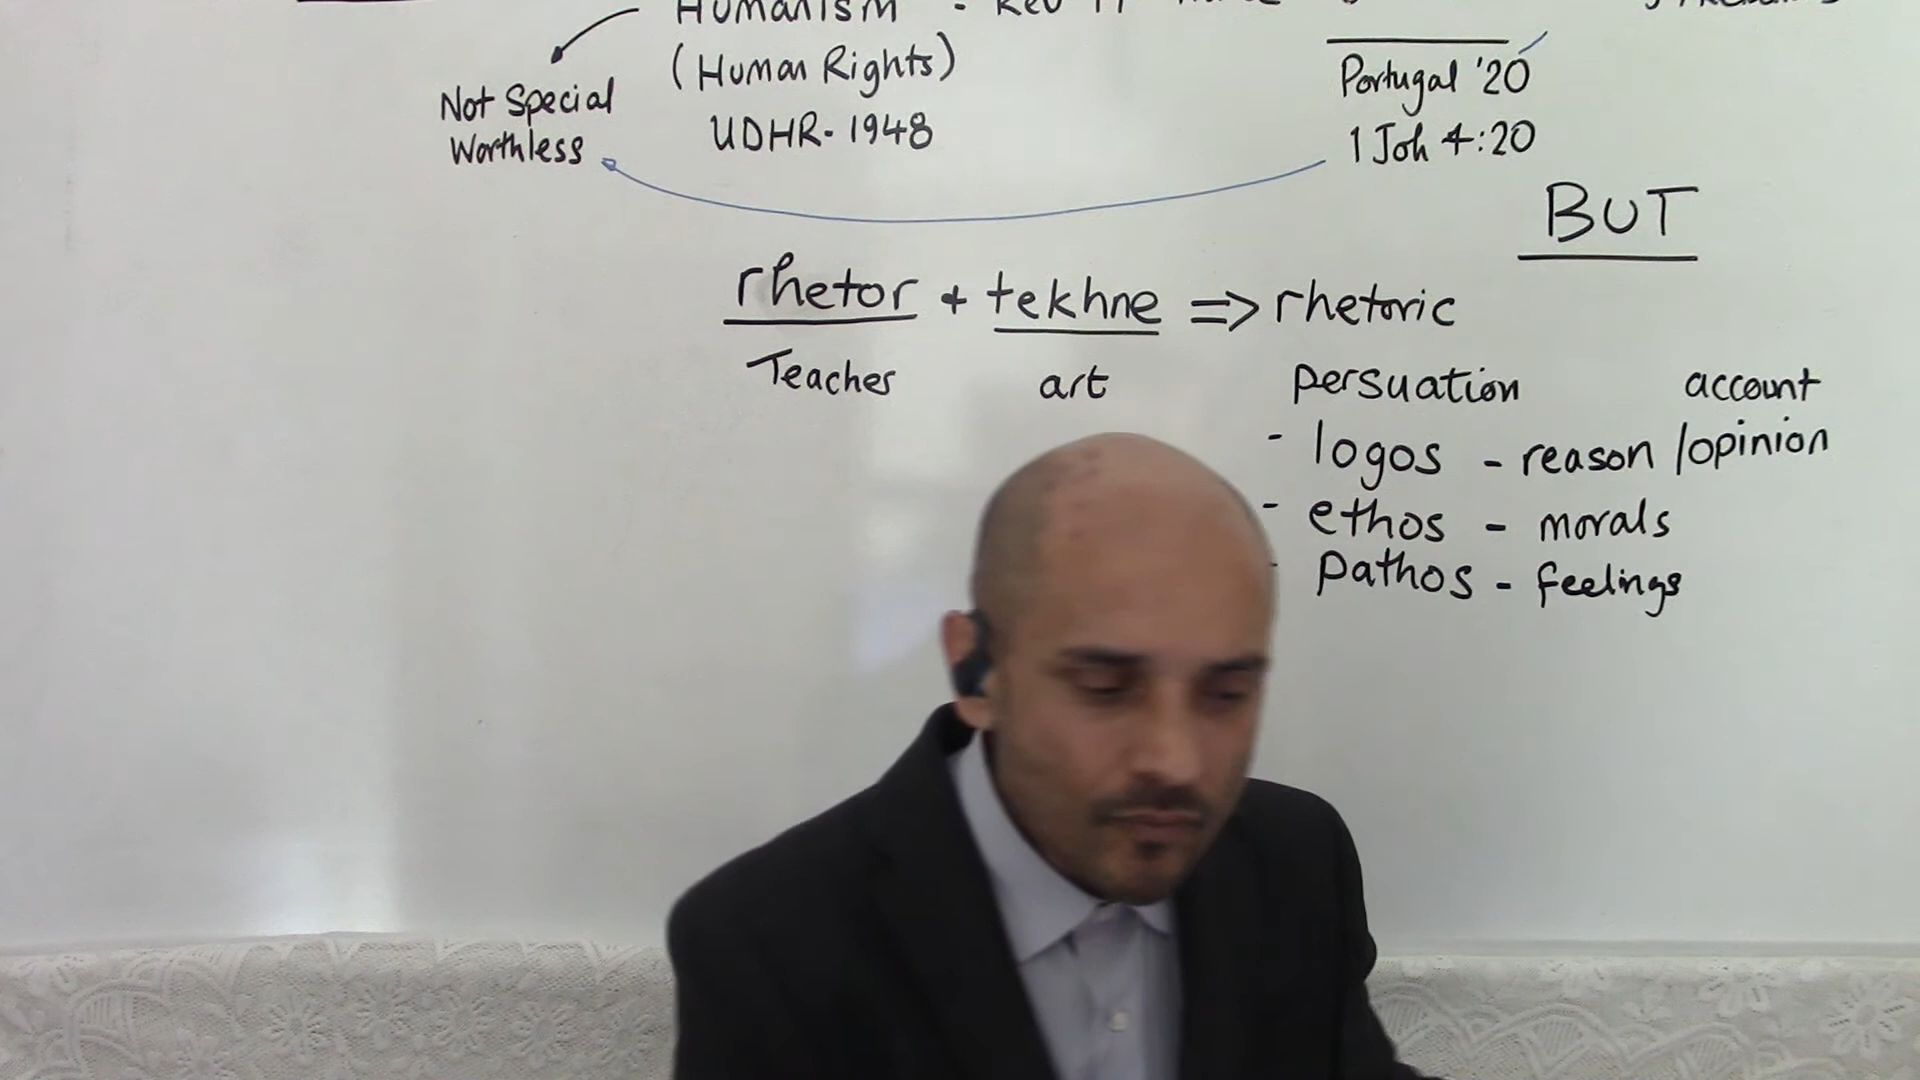 Humanism - Rev
(Human Rights)
UDHR - 1948
Not Special
Worthless
Portugal '20
1 Joh 4:20
BUT
rhetor + tekhne => rhetoric
Teacher art persuation account
- logos - reason /opinion
- ethos - morals
- pathos - feelings